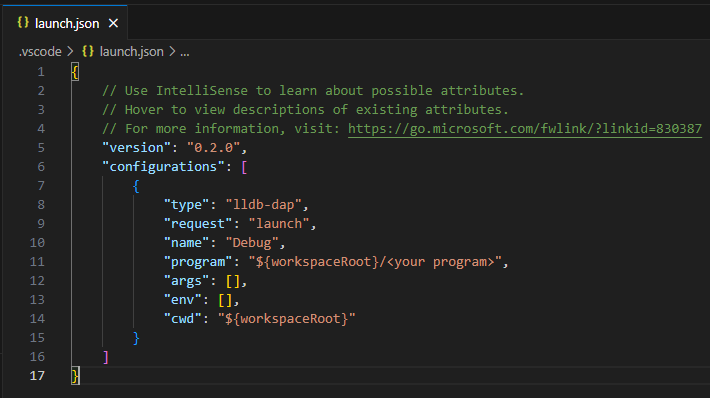 {} launch.json ×
.vscode > {} launch.json > ...
1 {
2     // Use IntelliSense to learn about possible attributes.
3     // Hover to view descriptions of existing attributes.
4     // For more information, visit: https://go.microsoft.com/fwlink/?linkid=830387
5     "version": "0.2.0",
6     "configurations": [
7         {
8             "type": "lldb-dap",
9             "request": "launch",
10             "name": "Debug",
11             "program": "${workspaceRoot}/<your program>",
12             "args": [],
13             "env": [],
14             "cwd": "${workspaceRoot}"
15         }
16     ]
17 }